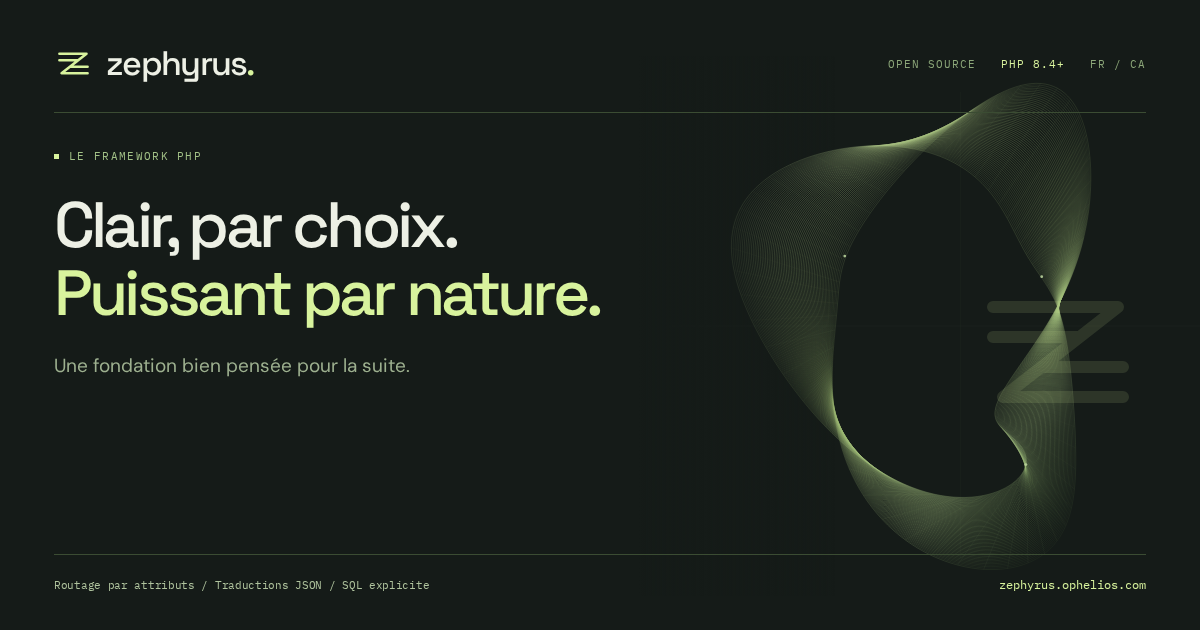 zephyrus.
OPEN SOURCE PHP 8.4+ FR / CA
LE FRAMEWORK PHP
Clair, par choix.
Puissant par nature.
Une fondation bien pensée pour la suite.
Routage par attributs / Traductions JSON / SQL explicite
zephyrus.ophelios.com